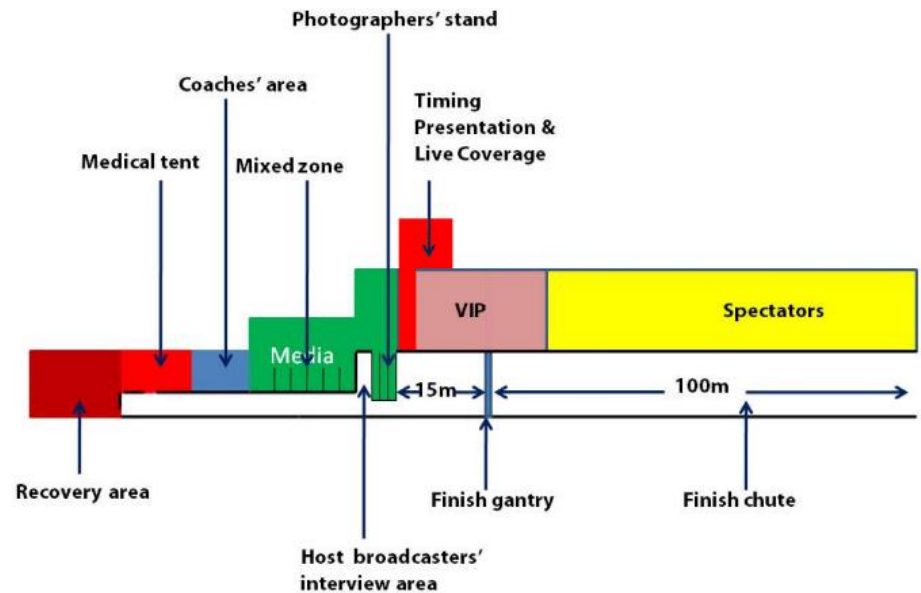 Photographers' stand
Coaches' area
Timing
Presentation &
Live Coverage
Medical tent
Mixed zone
VIP
Spectators
Media
15m
100m
Recovery area
Finish gantry
Finish chute
Host broadcasters'
interview area